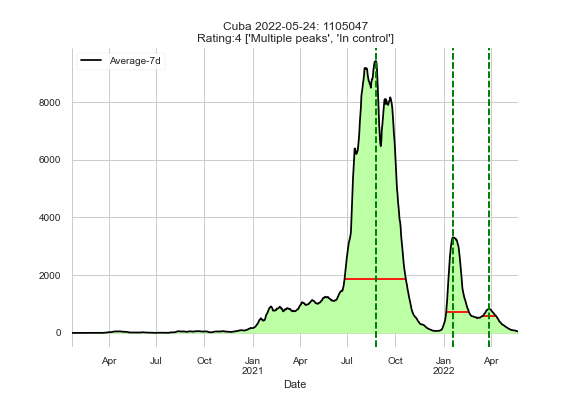 Cuba 2022-05-24: 1105047
Rating:4 ['Multiple peaks', 'In control']
Average-7d
8000
6000
4000
2000
0
Apr Jul Oct Jan Apr Jul Oct Jan Apr
2021 2022
Date